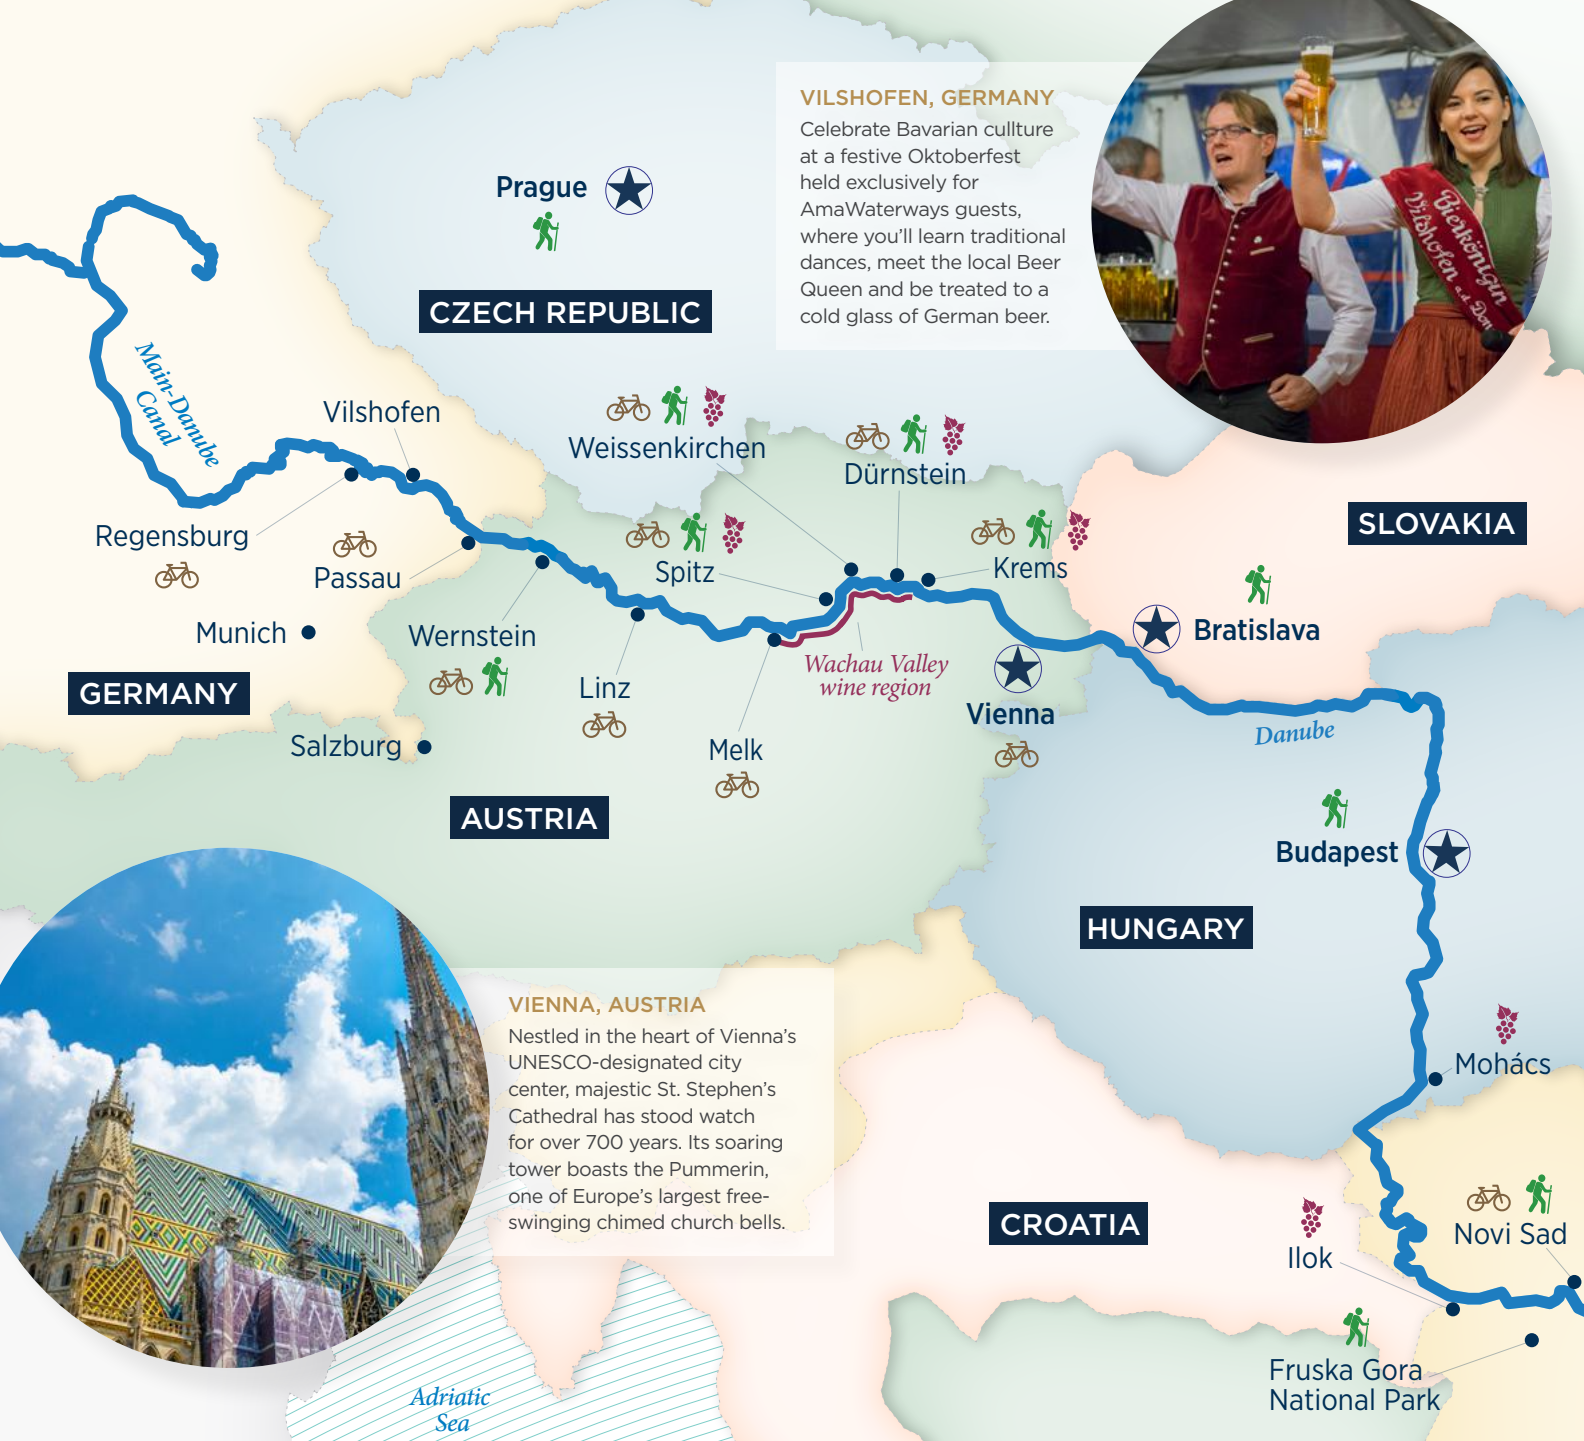 VILSHOFEN, GERMANY
Celebrate Bavarian cullture
at a festive Oktoberfest
held exclusively for
AmaWaterways guests,
where you'll learn traditional
dances, meet the local Beer
Queen and be treated to a
cold glass of German beer.
Bierkönigin
Vilshofen a.d. Don
Prague
CZECH REPUBLIC
Main-Danube
Canal
Vilshofen
Weissenkirchen
Dürnstein
Regensburg
Passau
Spitz
Krems
SLOVAKIA
Munich
Wernstein
Bratislava
GERMANY
Linz
Wachau Valley
wine region
Vienna
Salzburg
Melk
Danube
AUSTRIA
Budapest
HUNGARY
VIENNA, AUSTRIA
Nestled in the heart of Vienna's
UNESCO-designated city
center, majestic St. Stephen's
Cathedral has stood watch
for over 700 years. Its soaring
tower boasts the Pummerin,
one of Europe's largest free-
swinging chimed church bells.
Mohács
CROATIA
Ilok
Novi Sad
Fruska Gora
National Park
Adriatic
Sea